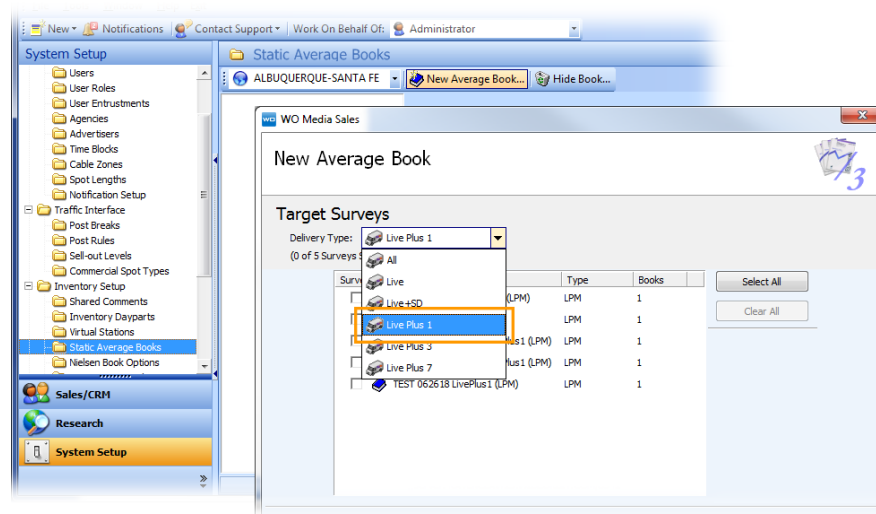 New Notifications Contact Support Work On Behalf Of: Administrator
System Setup
Users
User Roles
User Entrustments
Agencies
Advertisers
Time Blocks
Cable Zones
Spot Lengths
Notification Setup
Traffic Interface
Post Breaks
Post Rules
Sell-out Levels
Commercial Spot Types
Inventory Setup
Shared Comments
Inventory Dayparts
Virtual Stations
Static Average Books
Nielsen Book Options
Sales/CRM
Research
System Setup
Static Average Books
ALBUQUERQUE-SANTA FE New Average Book... Hide Book...
WO Media Sales
New Average Book
3
Target Surveys
Delivery Type: Live Plus 1
(0 of 5 Surveys
All
Live
Live+SD
Live Plus 1
Live Plus 3
Live Plus 7
Type Books
(LPM) LPM 1
LPM 1
Plus1 (LPM) LPM 1
Plus1 (LPM) LPM 1
TEST 062618 LivePlus1 (LPM) LPM 1
Select All
Clear All